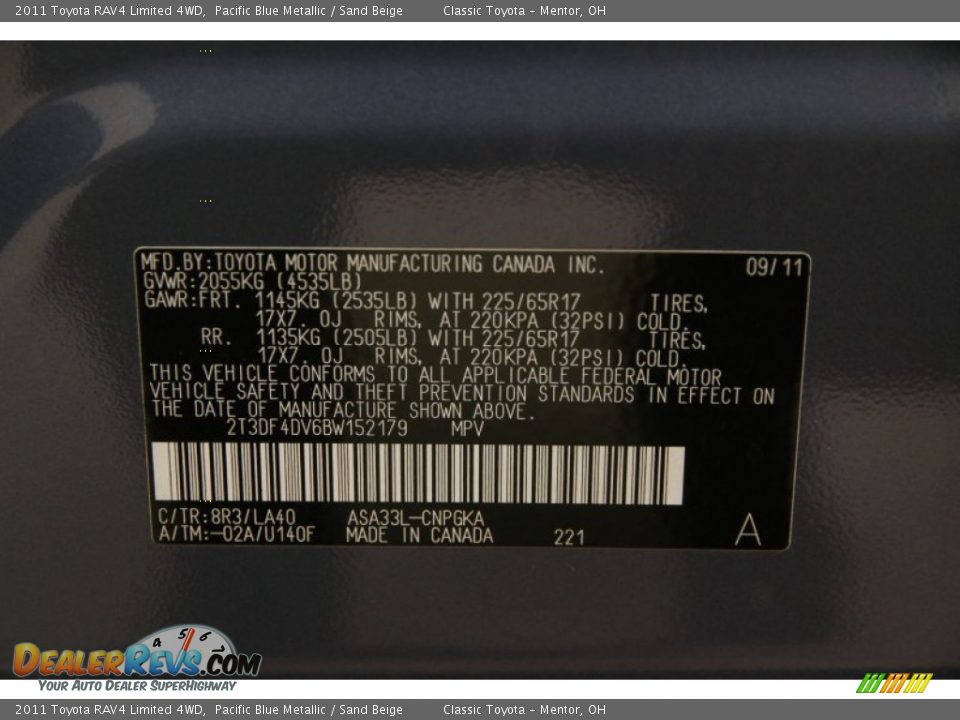 2011 Toyota RAV4 Limited 4WD, Pacific Blue Metallic / Sand Beige Classic Toyota - Mentor, OH
MFD.BY:TOYOTA MOTOR MANUFACTURING CANADA INC. 09/11
GVWR:2055KG (4535LB)
GAWR:FRT. 1145KG (2535LB) WITH 225/65R17 TIRES,
17X7.0J RIMS, AT 220KPA (32PSI) COLD.
RR. 1135KG (2505LB) WITH 225/65R17 TIRES,
17X7.0J RIMS, AT 220KPA (32PSI) COLD.
THIS VEHICLE CONFORMS TO ALL APPLICABLE FEDERAL MOTOR
VEHICLE SAFETY AND THEFT PREVENTION STANDARDS IN EFFECT ON
THE DATE OF MANUFACTURE SHOWN ABOVE.
2T3DF4DV6BW152179 MPV
C/TR:8R3/LA40 ASA33L-CNPGKA
A/TM:-02A/U140F MADE IN CANADA 221 A
4 5 6
DEALERREVS.COM
YOUR AUTO DEALER SUPERHIGHWAY
2011 Toyota RAV4 Limited 4WD, Pacific Blue Metallic / Sand Beige Classic Toyota - Mentor, OH